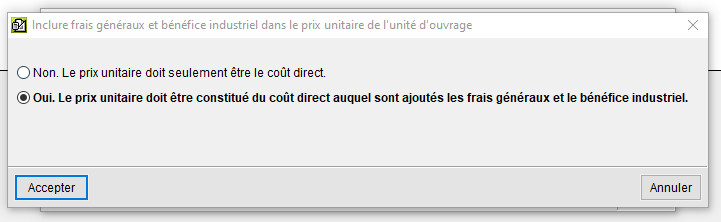 Inclure frais généraux et bénéfice industriel dans le prix unitaire de l'unité d'ouvrage
Non. Le prix unitaire doit seulement être le coût direct.
Oui. Le prix unitaire doit être constitué du coût direct auquel sont ajoutés les frais généraux et le bénéfice industriel.
Accepter
Annuler